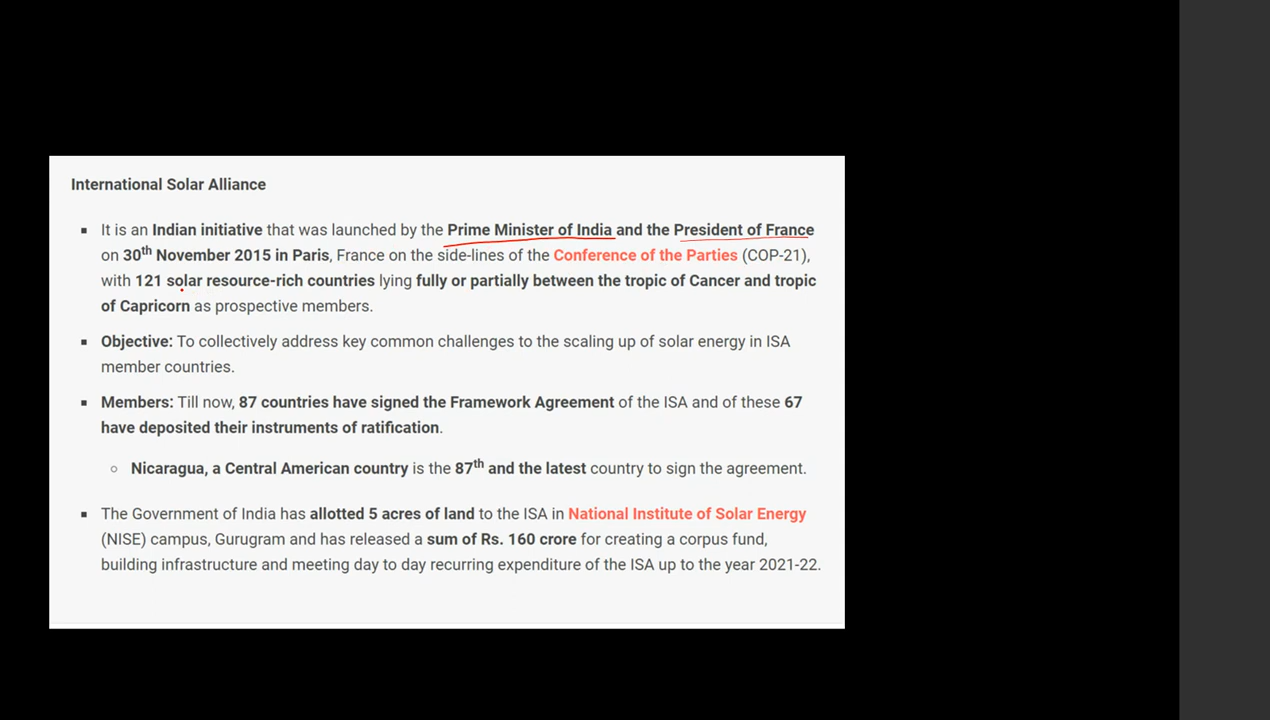 International Solar Alliance
▪ It is an Indian initiative that was launched by the Prime Minister of India and the President of France
on 30th November 2015 in Paris, France on the side-lines of the Conference of the Parties (COP-21),
with 121 solar resource-rich countries lying fully or partially between the tropic of Cancer and tropic
of Capricorn as prospective members.
▪ Objective: To collectively address key common challenges to the scaling up of solar energy in ISA
member countries.
▪ Members: Till now, 87 countries have signed the Framework Agreement of the ISA and of these 67
have deposited their instruments of ratification.
○ Nicaragua, a Central American country is the 87th and the latest country to sign the agreement.
▪ The Government of India has allotted 5 acres of land to the ISA in National Institute of Solar Energy
(NISE) campus, Gurugram and has released a sum of Rs. 160 crore for creating a corpus fund,
building infrastructure and meeting day to day recurring expenditure of the ISA up to the year 2021-22.